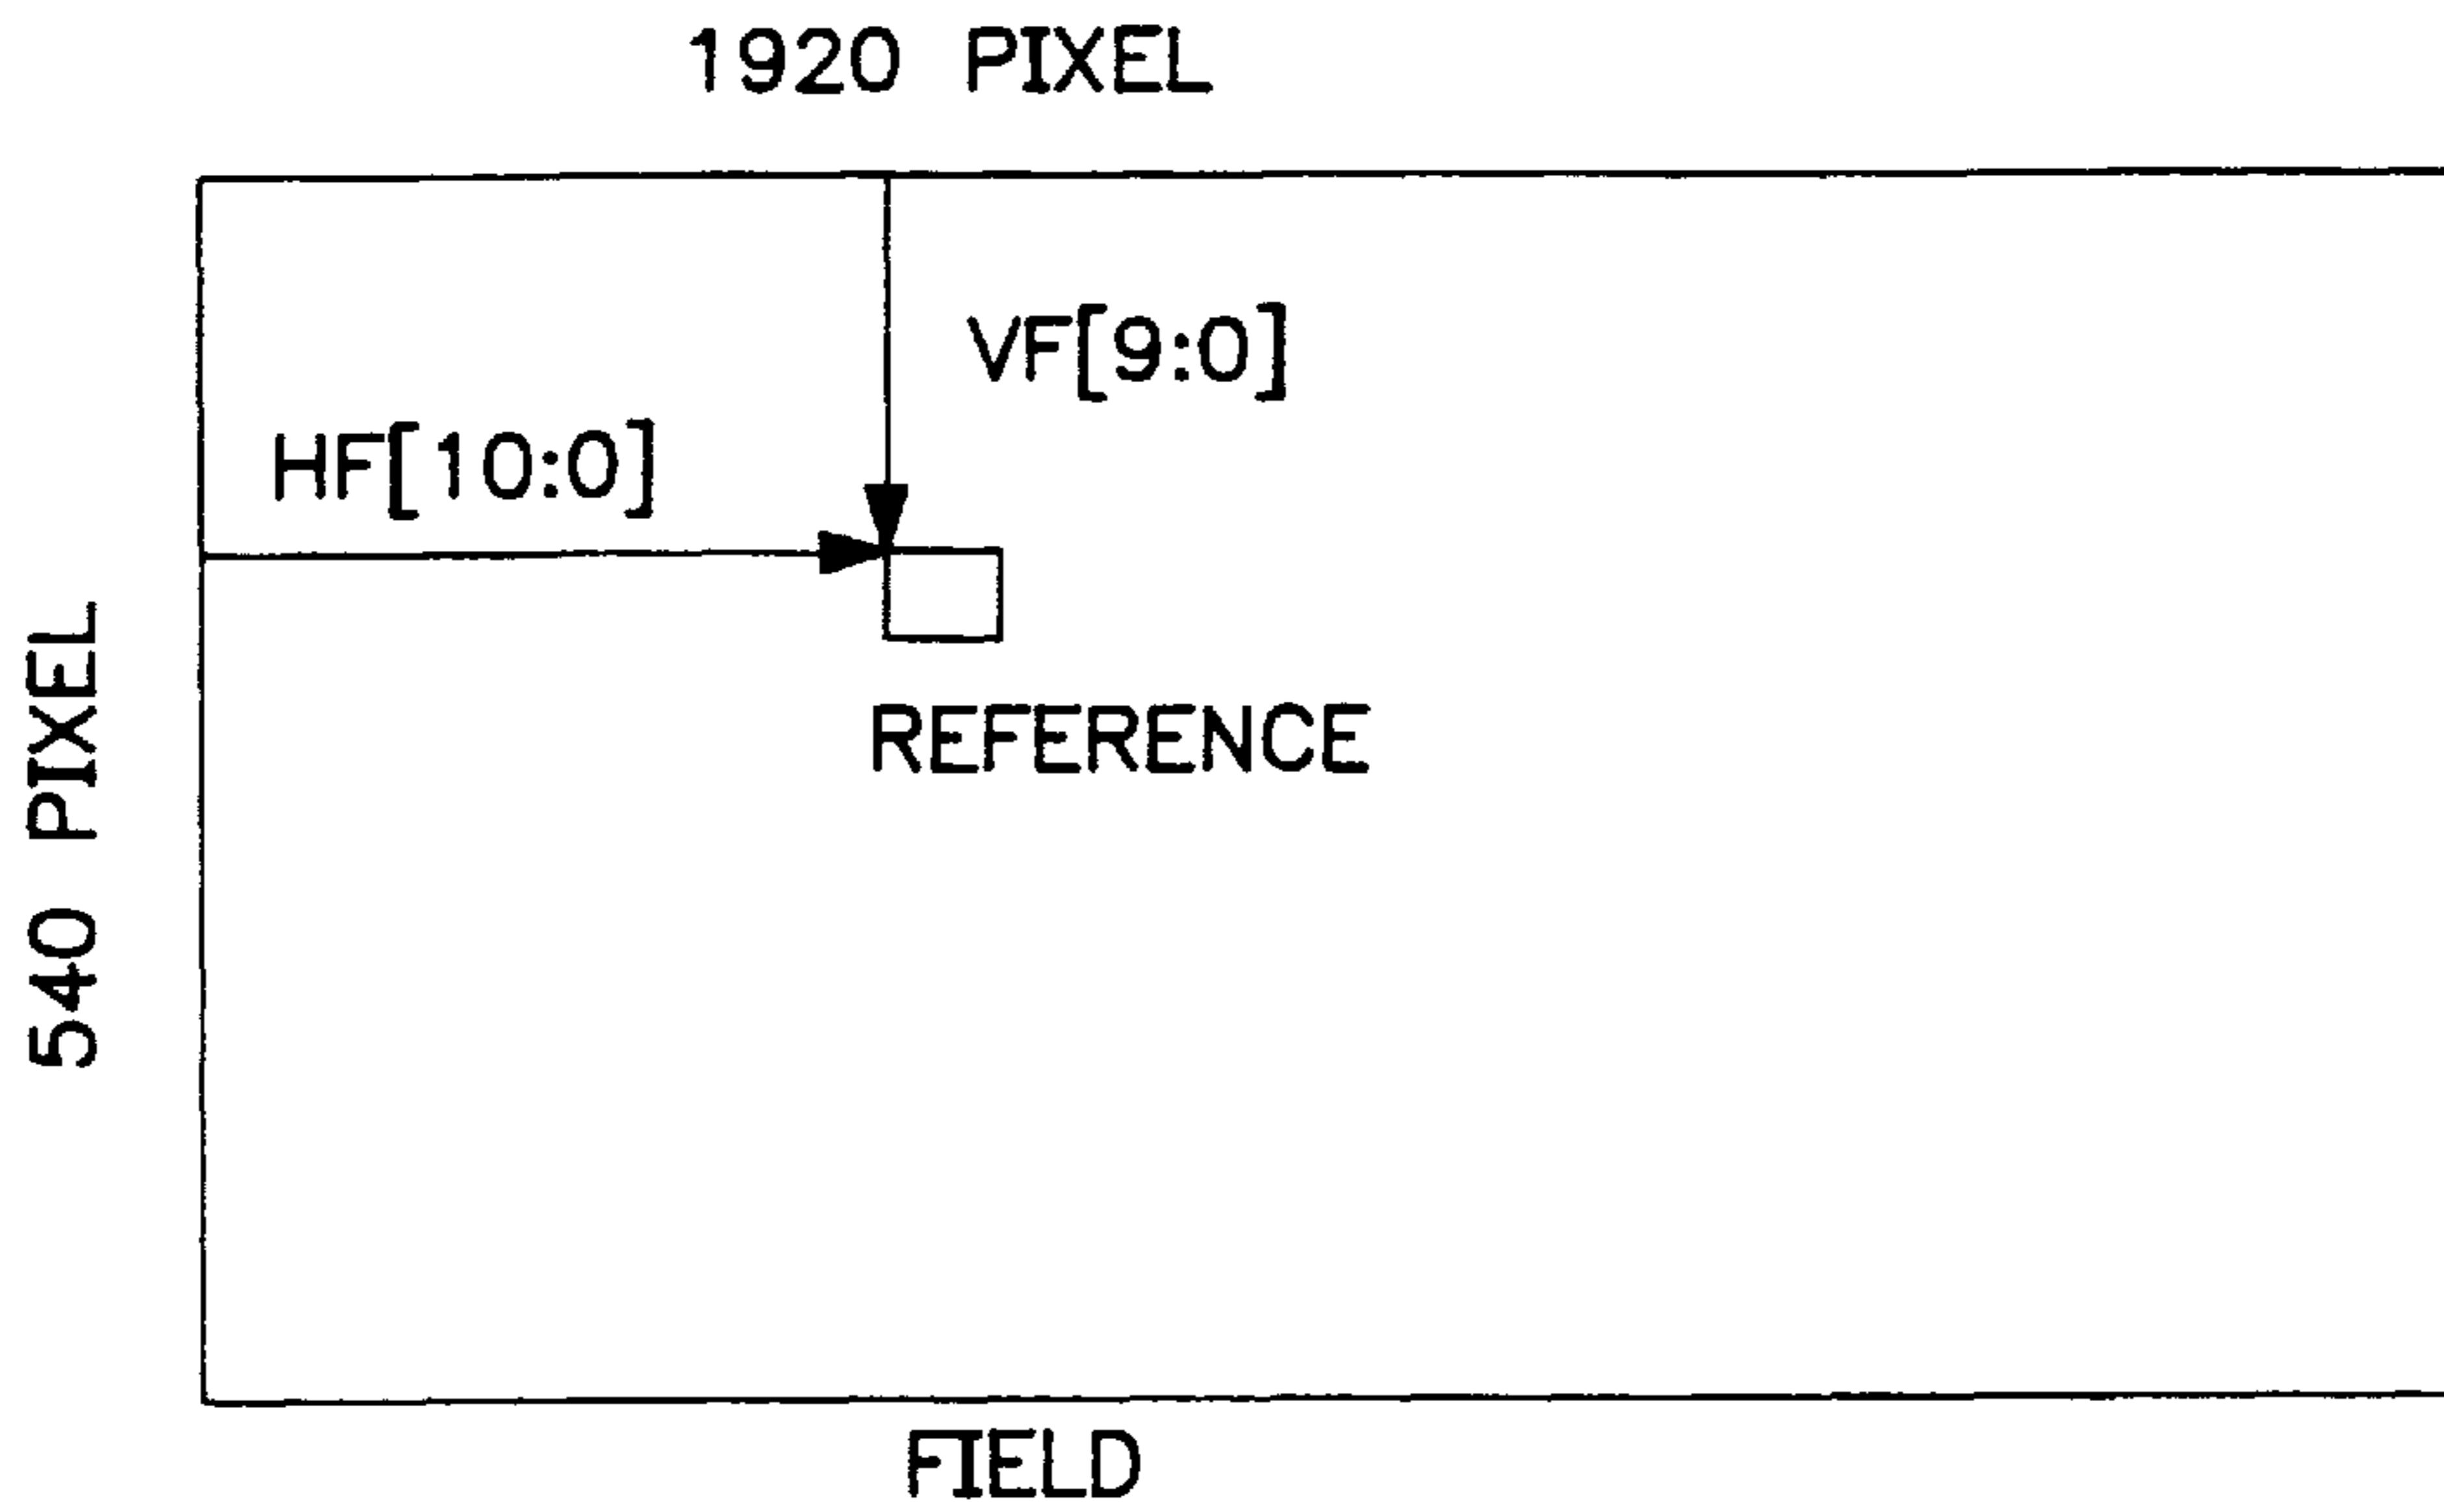 1920 PIXEL
VF[9:0]
HF[10:0]
540 PIXEL
REFERENCE
FIELD